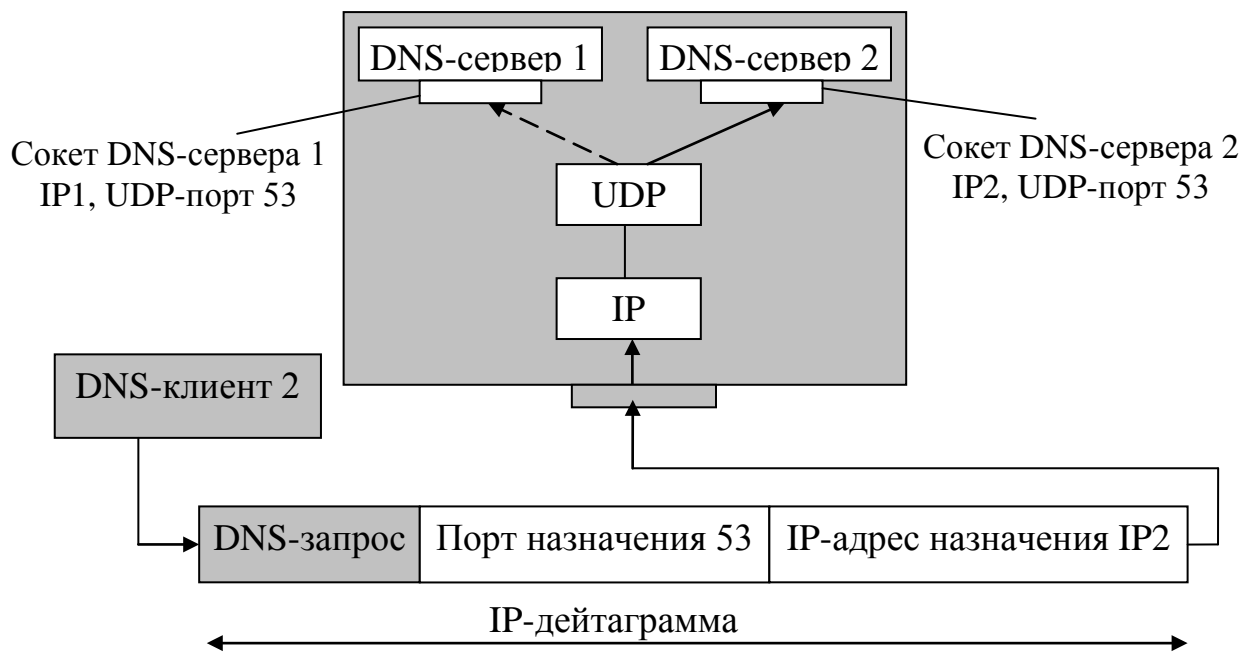 DNS-сервер 1
DNS-сервер 2
Сокет DNS-сервера 1
IP1, UDP-порт 53
Сокет DNS-сервера 2
IP2, UDP-порт 53
UDP
IP
DNS-клиент 2
DNS-запрос
Порт назначения 53
IP-адрес назначения IP2
IP-дейтаграмма